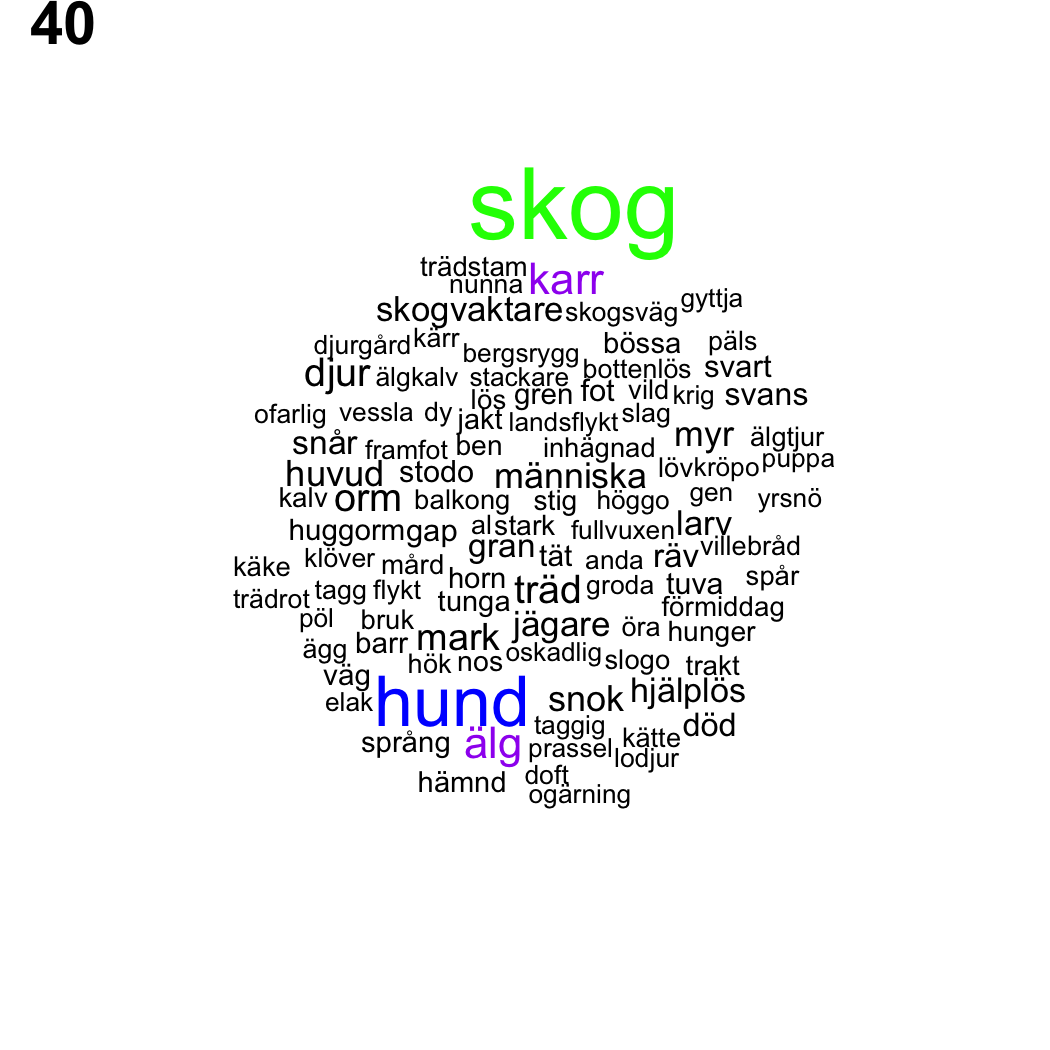 40
skog
trädstam karr
nunna
skogvaktare skogsväg gyttja
djurgård kärr bergsrygg bössa päls
djur älgkalv stackare bottenlös svart
lös gren fot vild krig svans
ofarlig vessla dy jakt landsflykt slag
snår framfot ben inhägnad myr älgtjur
huvud stodo människa lövkröpo puppa
kalv orm balkong stig höggo gen yrsnö
huggormgap al stark fullvuxen larv
gran tät anda räv villebråd
käke klöver mård horn träd groda tuva spår
trädrot tagg flykt tunga förmiddag
pöl bruk mark jägare öra hunger
ägg barr hök nos oskadlig slogo trakt
väg hund snok hjälplös
elak taggig död
språng älg prassel kätte
lodjur
hämnd doft
ogärning